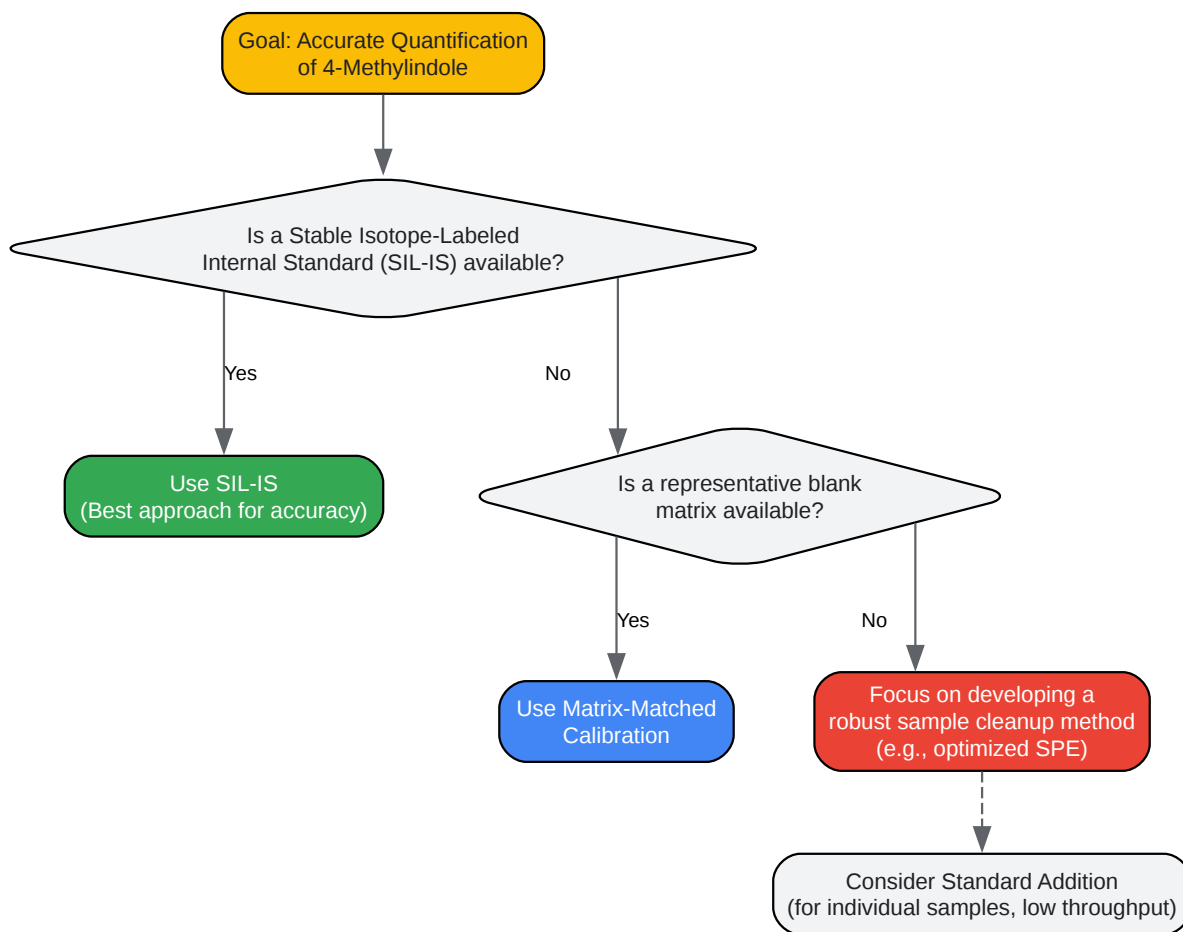 Goal: Accurate Quantification
of 4-Methylindole
Is a Stable Isotope-Labeled
Internal Standard (SIL-IS) available?
Yes
No
Use SIL-IS
(Best approach for accuracy)
Is a representative blank
matrix available?
Yes
No
Use Matrix-Matched
Calibration
Focus on developing a
robust sample cleanup method
(e.g., optimized SPE)
Consider Standard Addition
(for individual samples, low throughput)